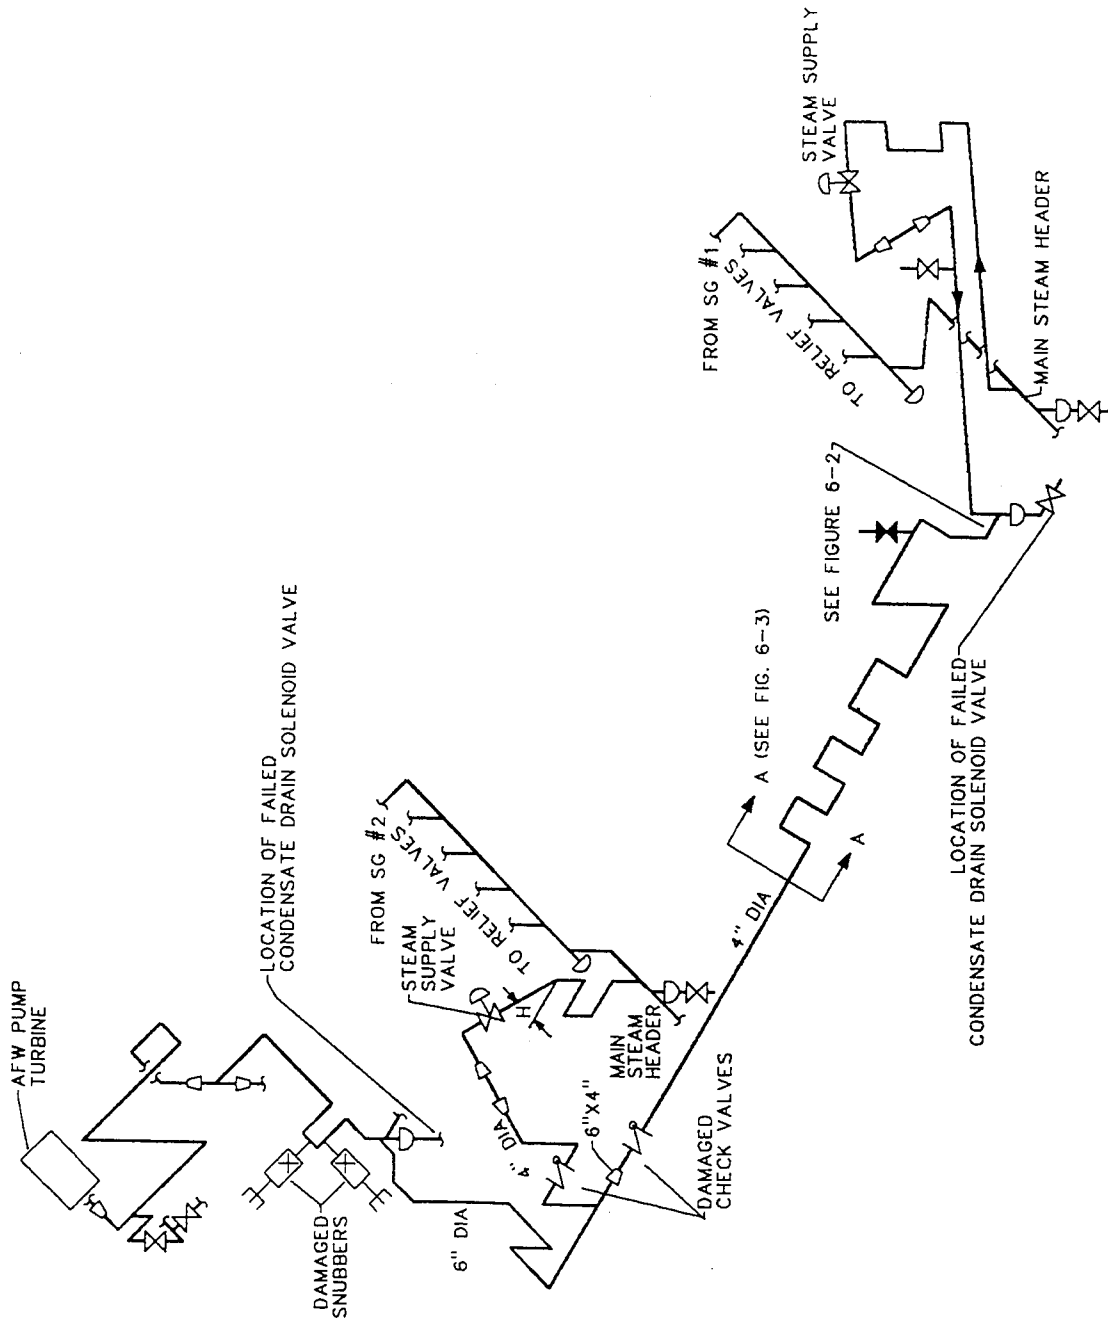 AFW PUMP
TURBINE
LOCATION OF FAILED
CONDENSATE DRAIN SOLENOID VALVE
DAMAGED
SNUBBERS
6" DIA
FROM SG #2
TO RELIEF VALVES
STEAM
SUPPLY
VALVE
H
4" DIA
MAIN
STEAM
HEADER
6"X4"
DAMAGED
CHECK VALVES
4" DIA
A (SEE FIG. 6-3)
A
FROM SG #1
TO RELIEF VALVES
STEAM SUPPLY
VALVE
MAIN STEAM HEADER
SEE FIGURE 6-2
LOCATION OF FAILED
CONDENSATE DRAIN SOLENOID VALVE